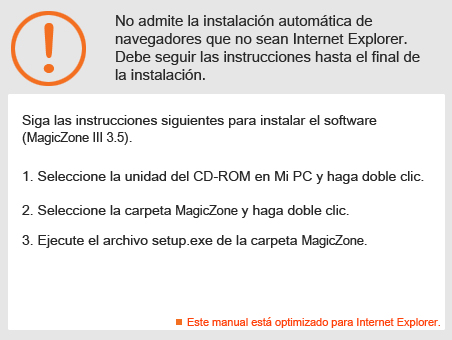 No admite la instalación automática de
navegadores que no sean Internet Explorer.
Debe seguir las instrucciones hasta el final de
la instalación.
Siga las instrucciones siguientes para instalar el software
(MagicZone III 3.5).
1. Seleccione la unidad del CD-ROM en Mi PC y haga doble clic.
2. Seleccione la carpeta MagicZone y haga doble clic.
3. Ejecute el archivo setup.exe de la carpeta MagicZone.
Este manual está optimizado para Internet Explorer.